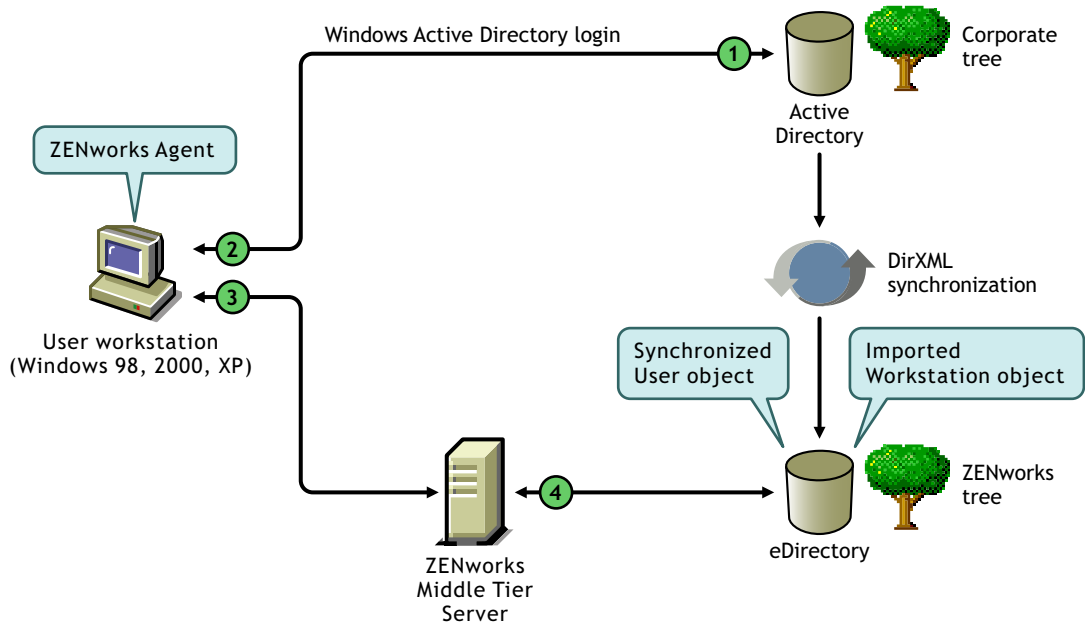 Windows Active Directory login
1
Corporate
tree
Active
Directory
ZENworks Agent
2
3
DirXML
synchronization
User workstation
(Windows 98, 2000, XP)
Synchronized
User object
Imported
Workstation object
4
ZENworks
tree
eDirectory
ZENworks
Middle Tier
Server